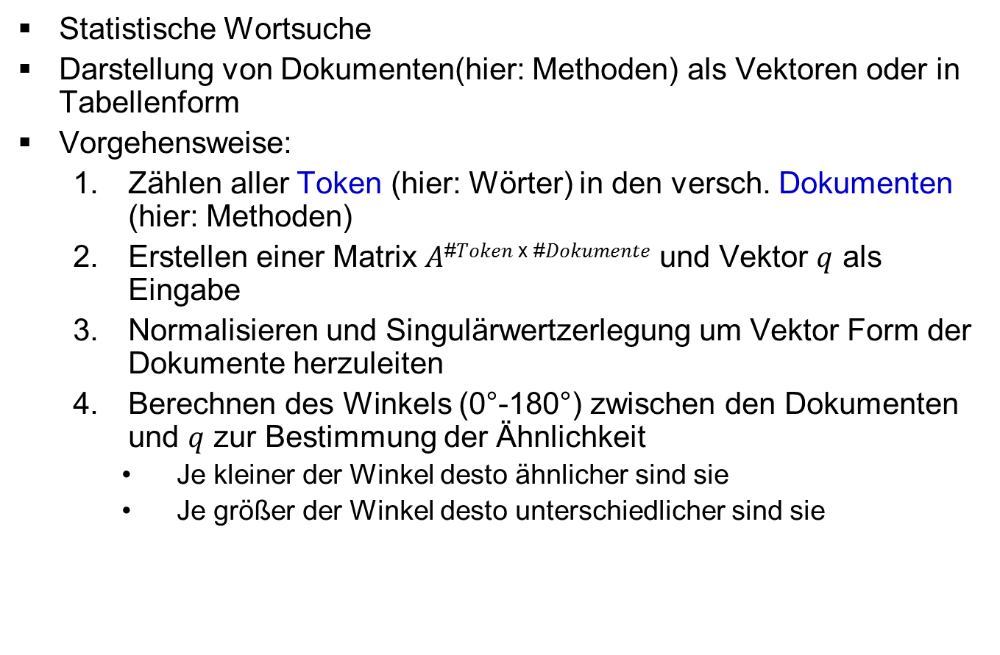 ▪ Statistische Wortsuche
▪ Darstellung von Dokumenten(hier: Methoden) als Vektoren oder in
Tabellenform
▪ Vorgehensweise:
1. Zählen aller Token (hier: Wörter) in den versch. Dokumenten
(hier: Methoden)
2. Erstellen einer Matrix A^#Token x #Dokumente und Vektor q als
Eingabe
3. Normalisieren und Singulärwertzerlegung um Vektor Form der
Dokumente herzuleiten
4. Berechnen des Winkels (0°-180°) zwischen den Dokumenten
und q zur Bestimmung der Ähnlichkeit
• Je kleiner der Winkel desto ähnlicher sind sie
• Je größer der Winkel desto unterschiedlicher sind sie